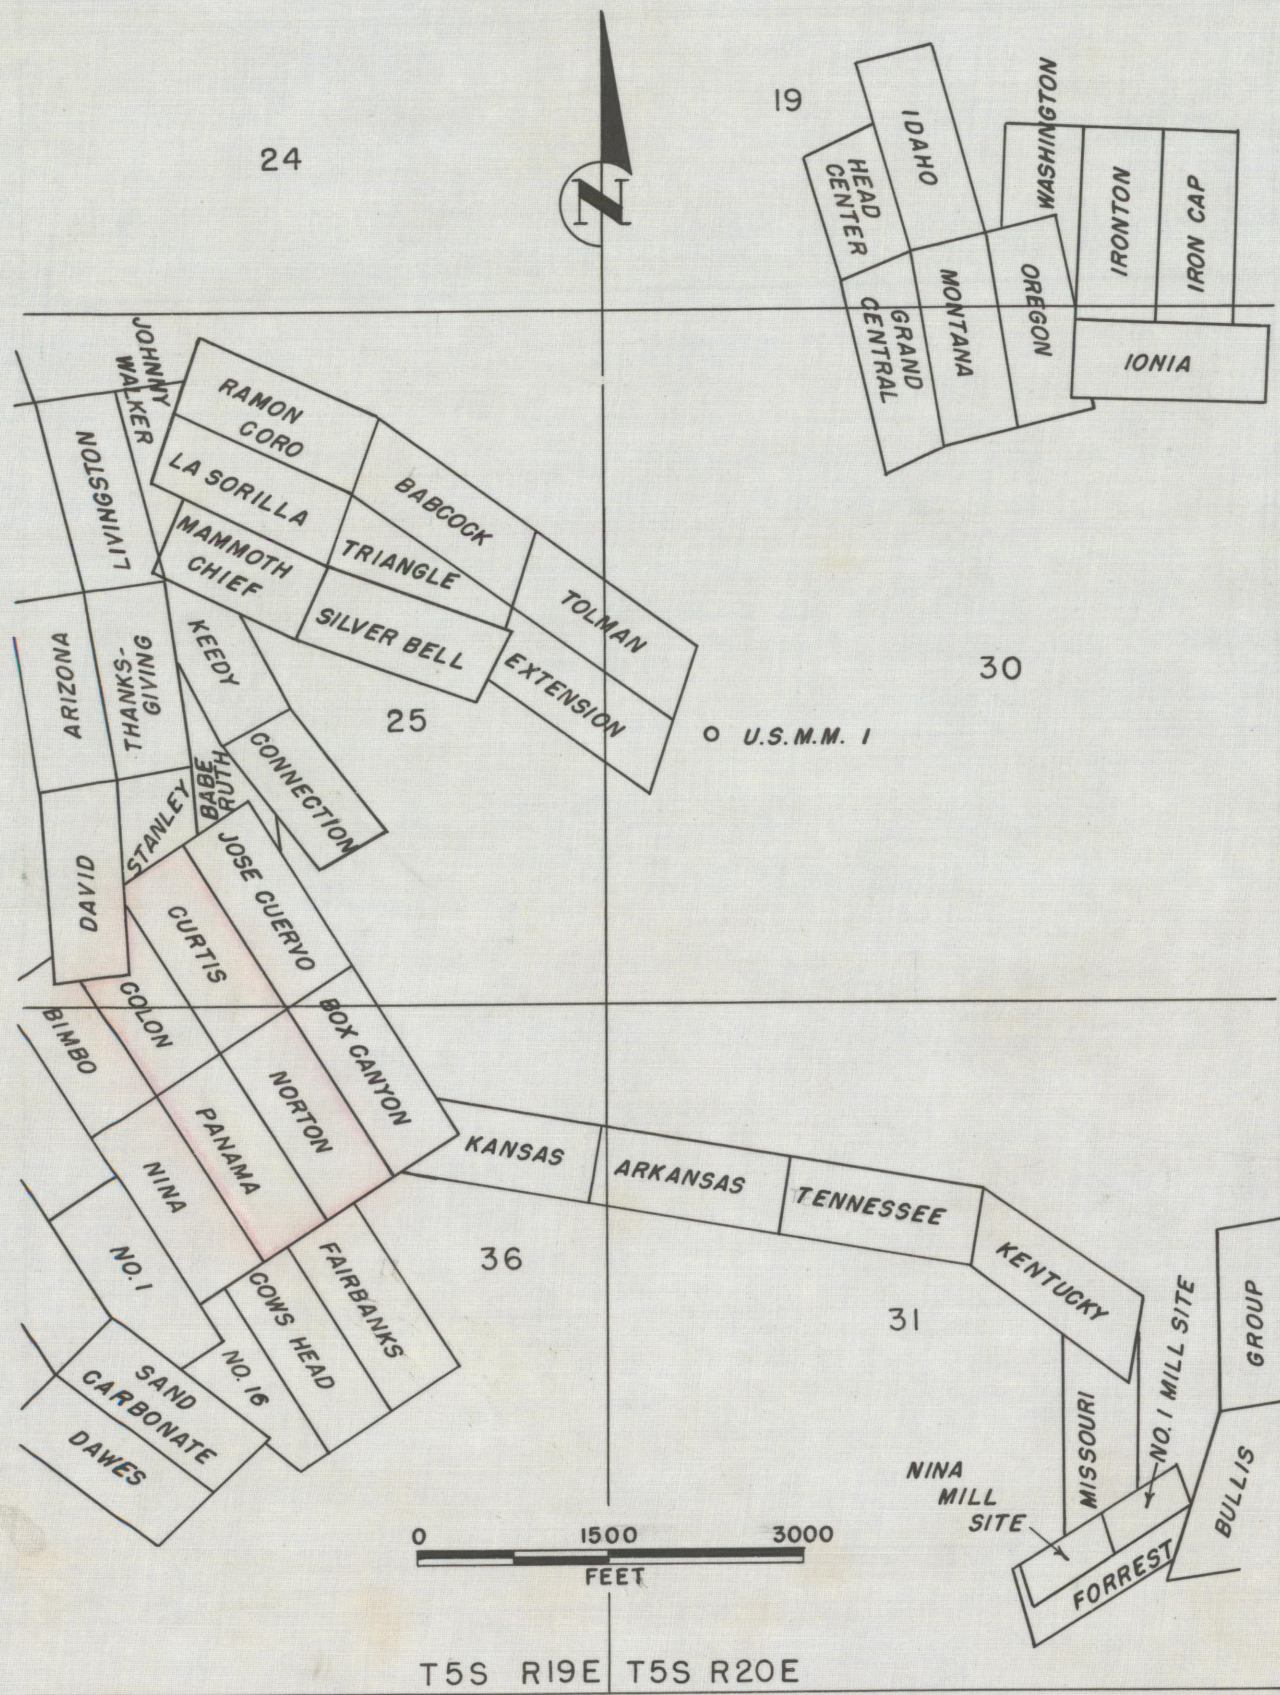 24
19
N
IDAHO
HEAD
CENTER
WASHINGTON
IRONTON
IRON CAP
GRAND
CENTRAL
MONTANA
OREGON
IONIA
JOHNNY
WALKER
RAMON
CORO
LIVINGSTON
LA SORILLA
BABCOCK
MAMMOTH
CHIEF
TRIANGLE
TOLMAN
SILVER BELL
EXTENSION
ARIZONA
THANKS-
GIVING
KEEDY
25
30
U.S.M.M. 1
CONNECTION
BABE
RUTH
STANLEY
DAVID
JOSE CUERVO
CURTIS
COLON
BIMBO
BOX CANYON
NORTON
PANAMA
NINA
KANSAS
ARKANSAS
TENNESSEE
KENTUCKY
NO. 1
36
31
FAIRBANKS
COWS HEAD
NO. 16
SAND
CARBONATE
DAWES
GROUP
NO. 1 MILL SITE
MISSOURI
BULLIS
NINA
MILL
SITE
FORREST
0 1500 3000
FEET
T5S R19E T5S R20E